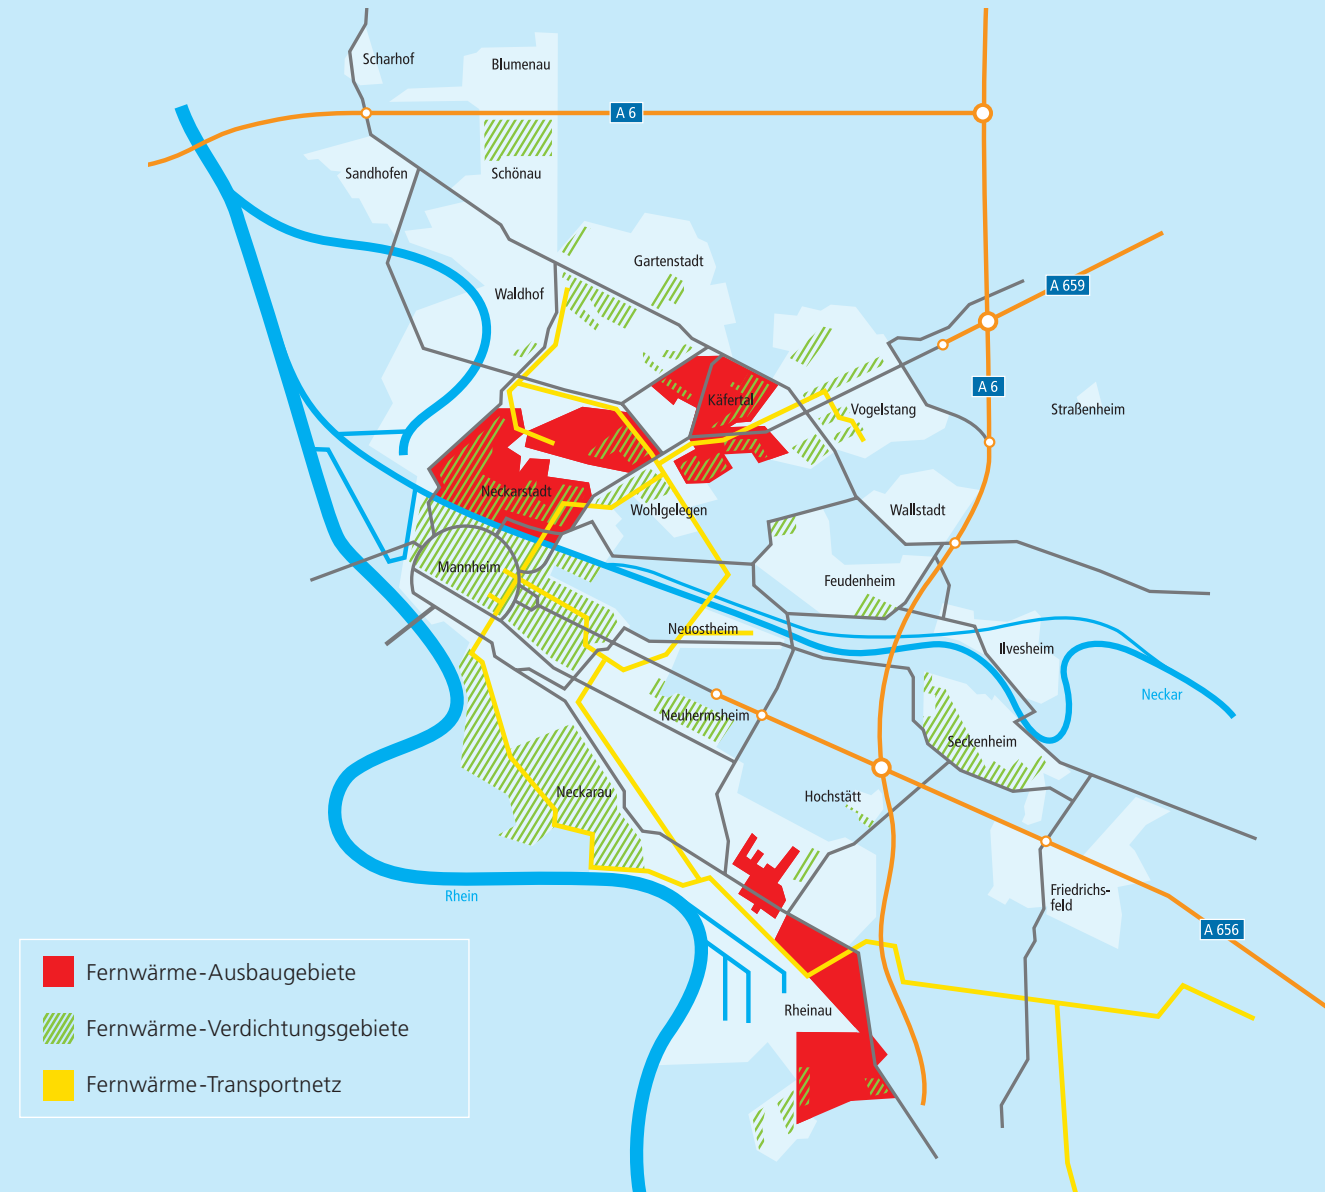 Scharhof
Blumenau
A 6
Sandhofen
Schönau
Gartenstadt
A 659
Waldhof
A 6
Käfertal
Vogelstang
Straßenheim
Neckarstadt
Wohlgelegen
Wallstadt
Mannheim
Feudenheim
Neuostheim
Ilvesheim
Neckar
Neuhermsheim
Seckenheim
Neckarau
Hochstätt
Rhein
Friedrichs-
feld
A 656
Rheinau
Fernwärme-Ausbaugebiete
Fernwärme-Verdichtungsgebiete
Fernwärme-Transportnetz